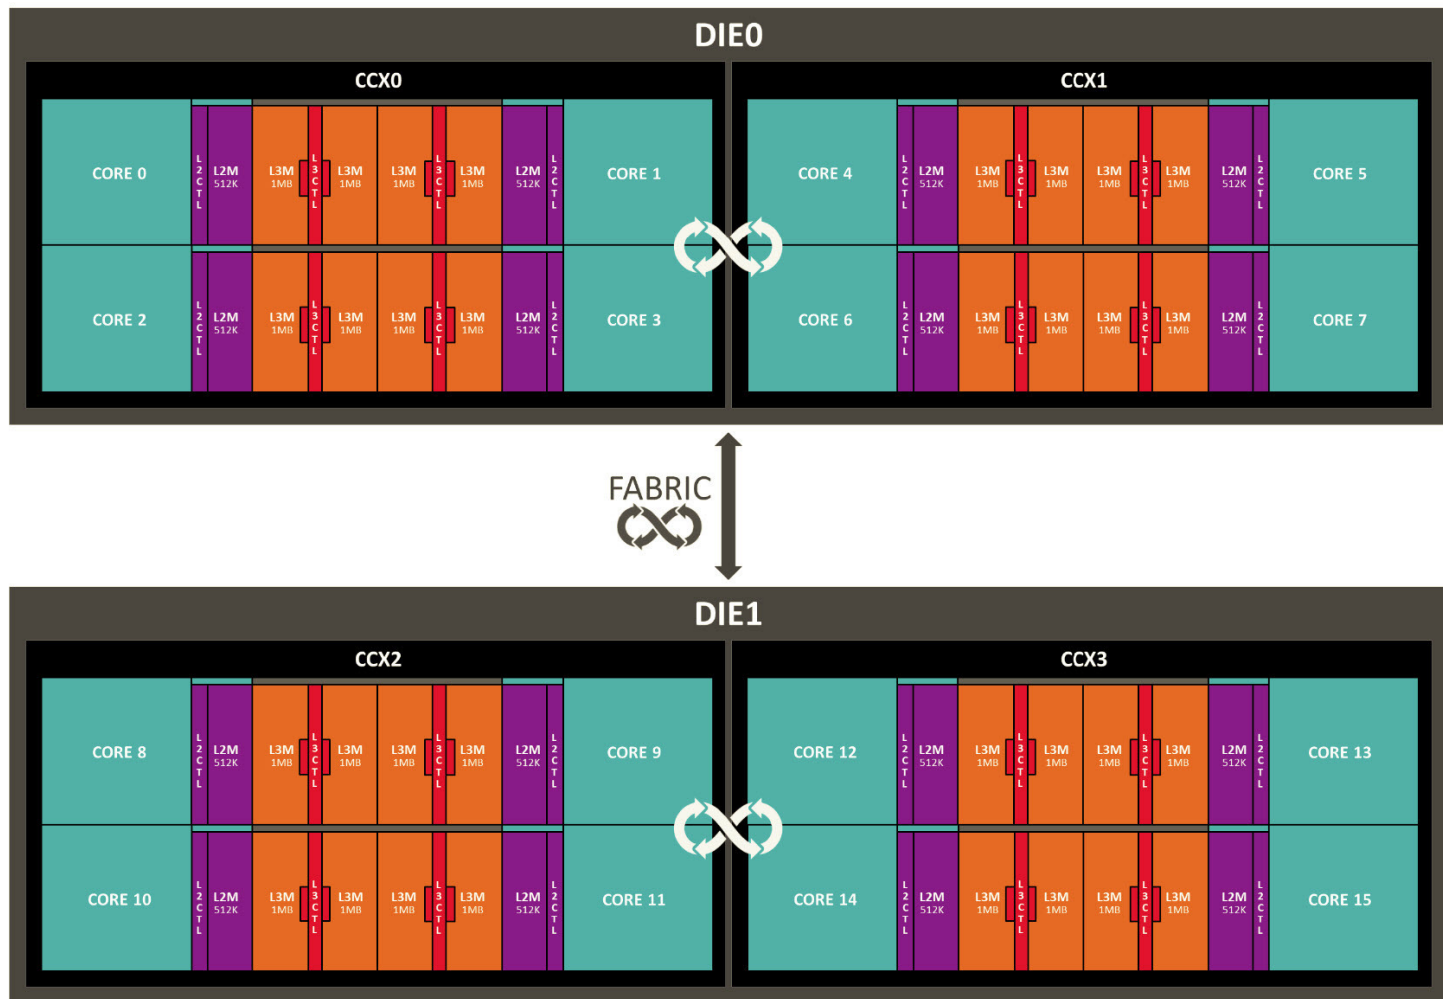 DIE0
CCX0
CORE 0
L2CTL
L2M
512K
L3M
1MB
L3CTL
L3M
1MB
L3M
1MB
L3CTL
L3M
1MB
L2M
512K
L2CTL
CORE 1
CORE 2
L2CTL
L2M
512K
L3M
1MB
L3CTL
L3M
1MB
L3M
1MB
L3CTL
L3M
1MB
L2M
512K
L2CTL
CORE 3
CCX1
CORE 4
L2CTL
L2M
512K
L3M
1MB
L3CTL
L3M
1MB
L3M
1MB
L3CTL
L3M
1MB
L2M
512K
L2CTL
CORE 5
CORE 6
L2CTL
L2M
512K
L3M
1MB
L3CTL
L3M
1MB
L3M
1MB
L3CTL
L3M
1MB
L2M
512K
L2CTL
CORE 7
FABRIC
DIE1
CCX2
CORE 8
L2CTL
L2M
512K
L3M
1MB
L3CTL
L3M
1MB
L3M
1MB
L3CTL
L3M
1MB
L2M
512K
L2CTL
CORE 9
CORE 10
L2CTL
L2M
512K
L3M
1MB
L3CTL
L3M
1MB
L3M
1MB
L3CTL
L3M
1MB
L2M
512K
L2CTL
CORE 11
CCX3
CORE 12
L2CTL
L2M
512K
L3M
1MB
L3CTL
L3M
1MB
L3M
1MB
L3CTL
L3M
1MB
L2M
512K
L2CTL
CORE 13
CORE 14
L2CTL
L2M
512K
L3M
1MB
L3CTL
L3M
1MB
L3M
1MB
L3CTL
L3M
1MB
L2M
512K
L2CTL
CORE 15